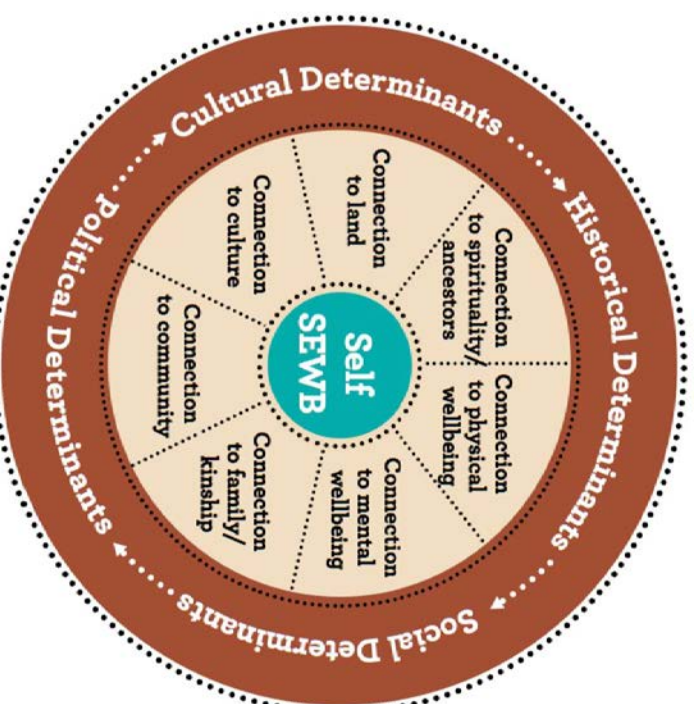 Cultural Determinants
Historical Determinants
Social Determinants
Political Determinants
Connection
to spirituality/
ancestors
Connection
to physical
wellbeing
Connection
to mental
wellbeing
Connection
to family/
kinship
Connection
to community
Connection
to culture
Connection
to land
Self
SEWB